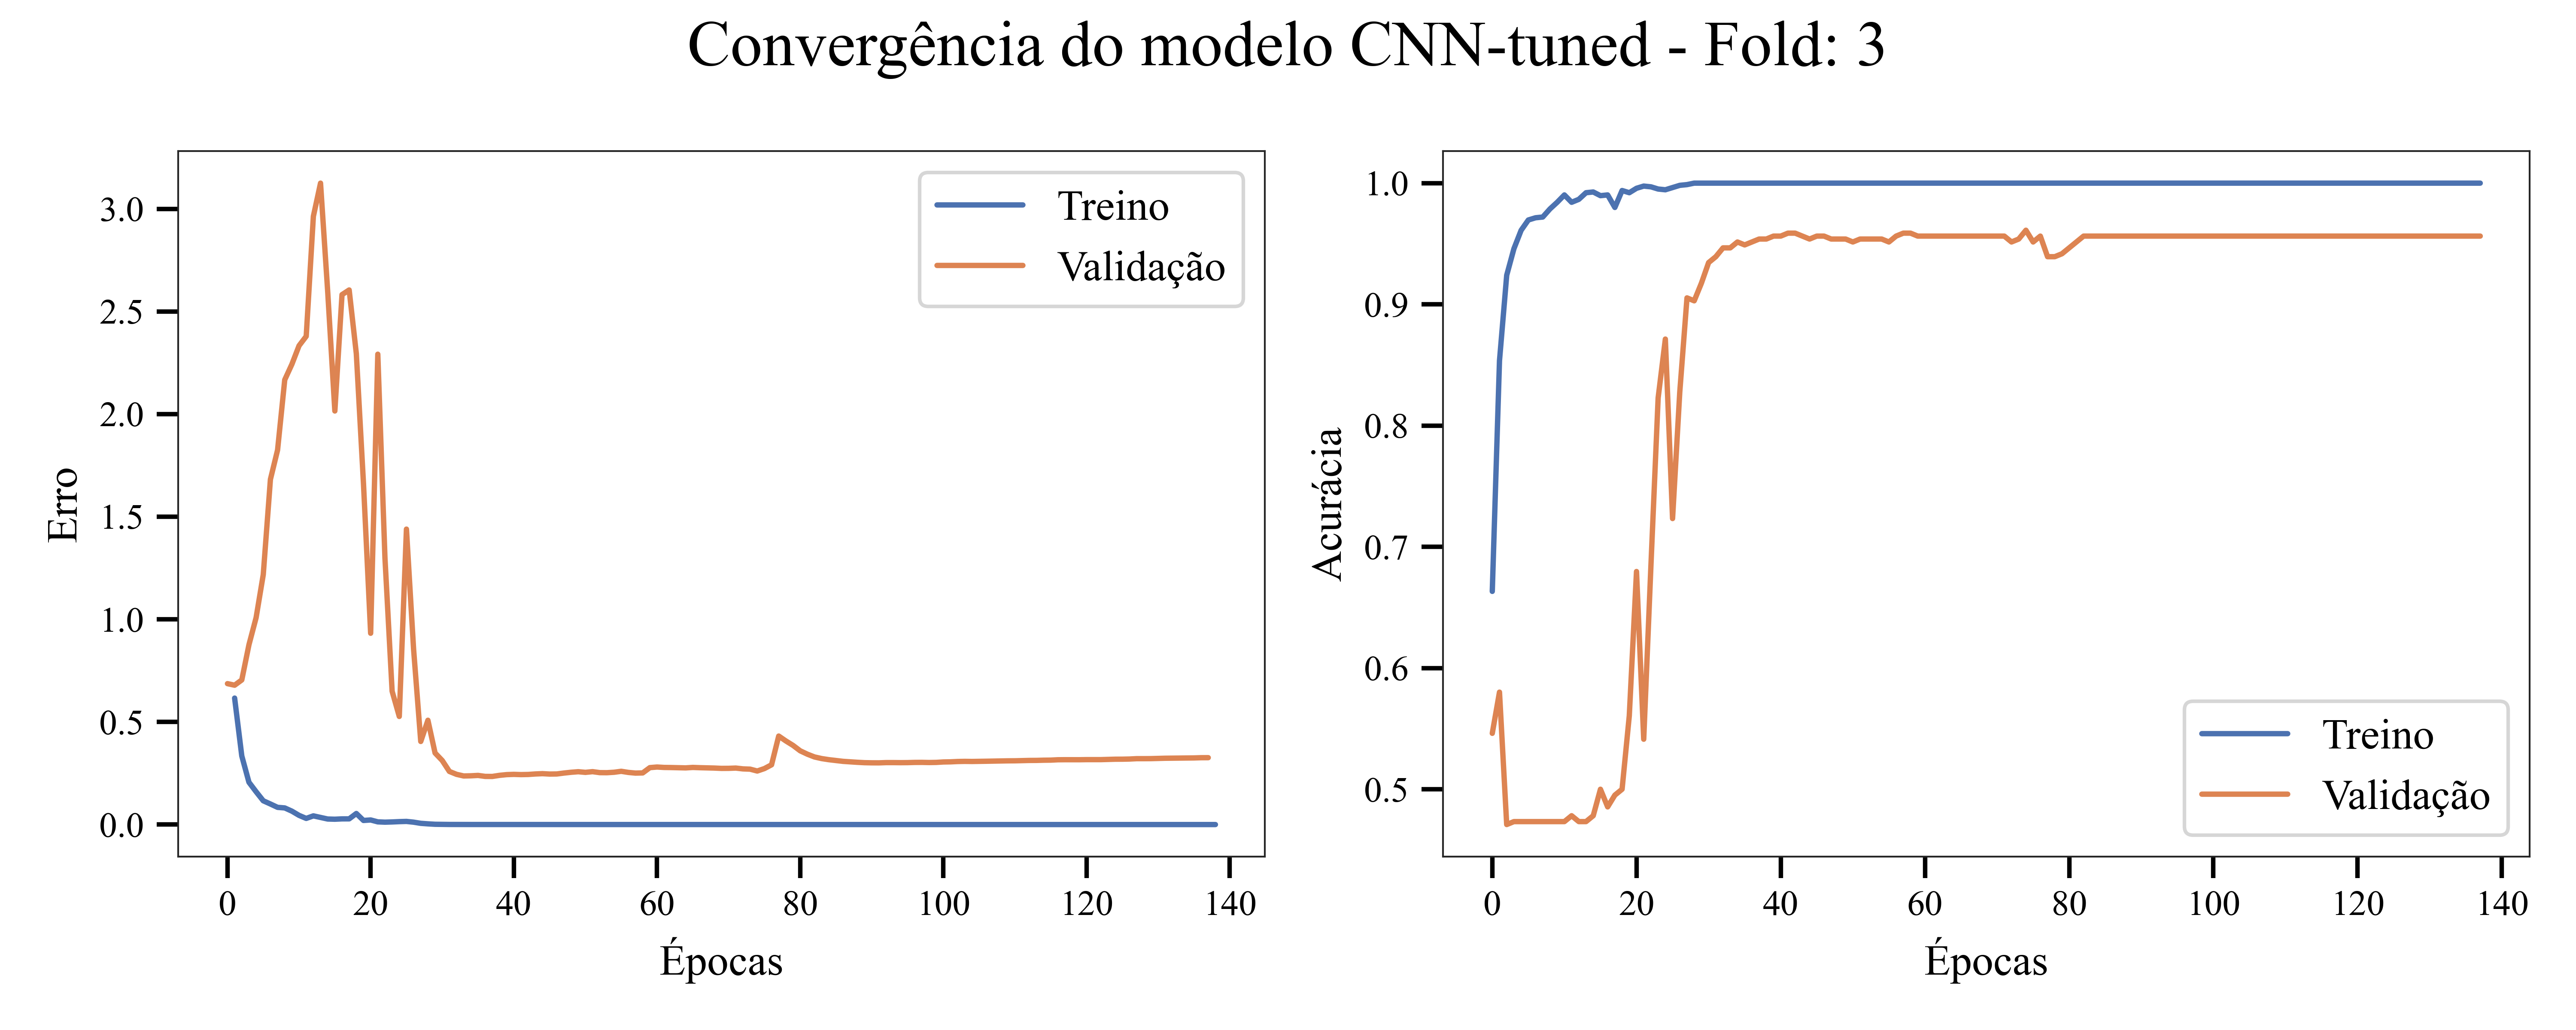 Convergência do modelo CNN-tuned - Fold: 3
Erro
3.0
2.5
2.0
1.5
1.0
0.5
0.0
Treino
Validação
0 20 40 60 80 100 120 140
Épocas
Acurácia
1.0
0.9
0.8
0.7
0.6
0.5
Treino
Validação
0 20 40 60 80 100 120 140
Épocas